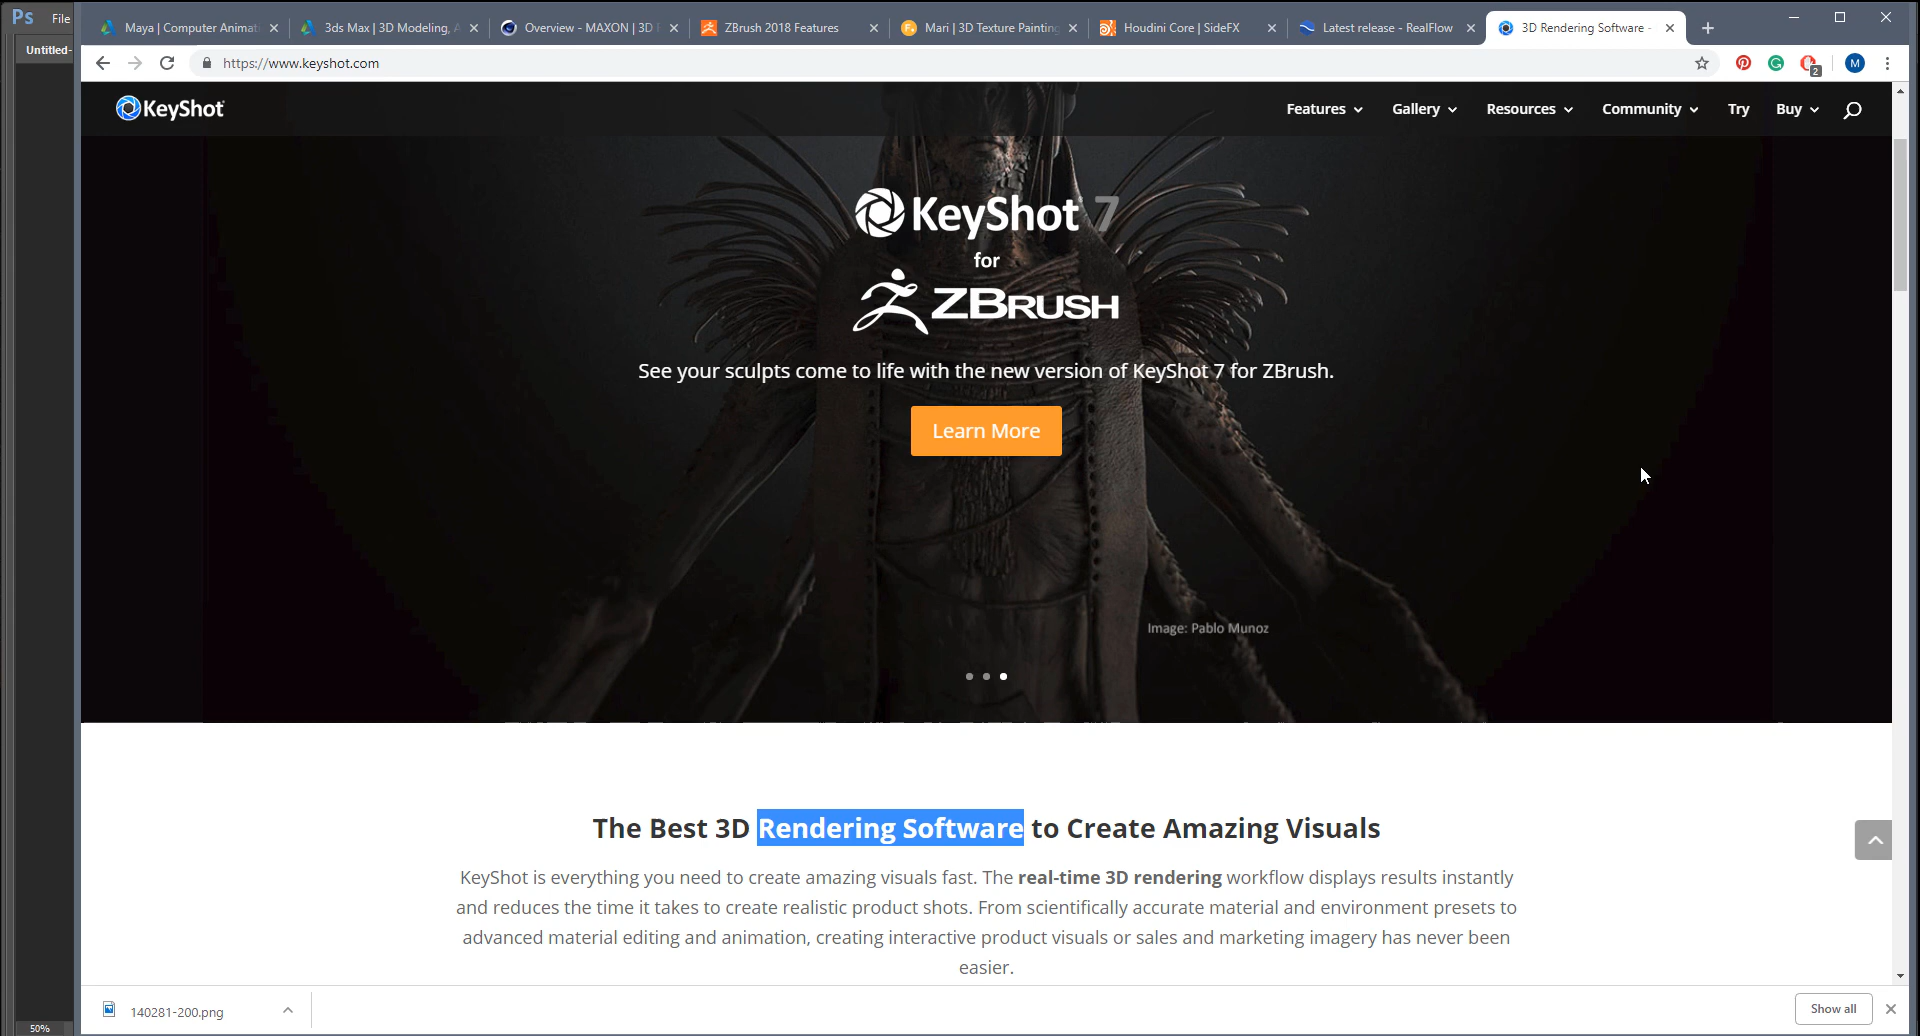 Ps File
Untitled-
Maya | Computer Animati
3ds Max | 3D Modeling, A
Overview - MAXON | 3D F
ZBrush 2018 Features
Mari | 3D Texture Painting
Houdini Core | SideFX
Latest release - RealFlow
3D Rendering Software -
https://www.keyshot.com
2
M
KeyShot
Features
Gallery
Resources
Community
Try
Buy
KeyShot 7
for
ZBRUSH
See your sculpts come to life with the new version of KeyShot 7 for ZBrush.
Learn More
Image: Pablo Munoz
The Best 3D Rendering Software to Create Amazing Visuals
KeyShot is everything you need to create amazing visuals fast. The real-time 3D rendering workflow displays results instantly
and reduces the time it takes to create realistic product shots. From scientifically accurate material and environment presets to
advanced material editing and animation, creating interactive product visuals or sales and marketing imagery has never been
easier.
140281-200.png
Show all
50%